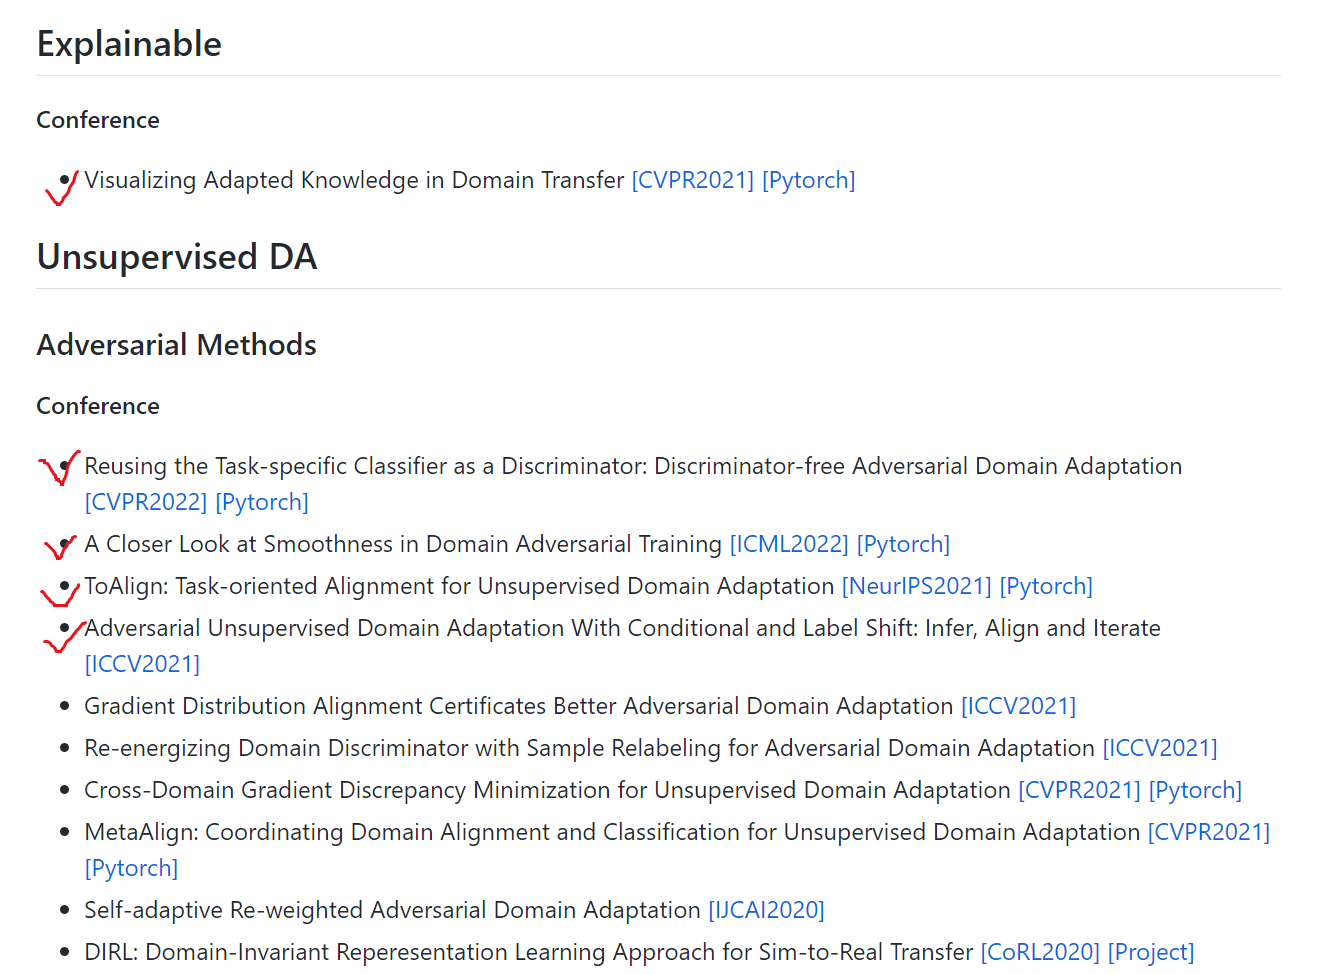 Explainable
Conference
Visualizing Adapted Knowledge in Domain Transfer [CVPR2021] [Pytorch]
Unsupervised DA
Adversarial Methods
Conference
Reusing the Task-specific Classifier as a Discriminator: Discriminator-free Adversarial Domain Adaptation
[CVPR2022] [Pytorch]
A Closer Look at Smoothness in Domain Adversarial Training [ICML2022] [Pytorch]
ToAlign: Task-oriented Alignment for Unsupervised Domain Adaptation [NeurIPS2021] [Pytorch]
Adversarial Unsupervised Domain Adaptation With Conditional and Label Shift: Infer, Align and Iterate
[ICCV2021]
Gradient Distribution Alignment Certificates Better Adversarial Domain Adaptation [ICCV2021]
Re-energizing Domain Discriminator with Sample Relabeling for Adversarial Domain Adaptation [ICCV2021]
Cross-Domain Gradient Discrepancy Minimization for Unsupervised Domain Adaptation [CVPR2021] [Pytorch]
MetaAlign: Coordinating Domain Alignment and Classification for Unsupervised Domain Adaptation [CVPR2021]
[Pytorch]
Self-adaptive Re-weighted Adversarial Domain Adaptation [IJCAI2020]
DIRL: Domain-Invariant Reperesentation Learning Approach for Sim-to-Real Transfer [CoRL2020] [Project]